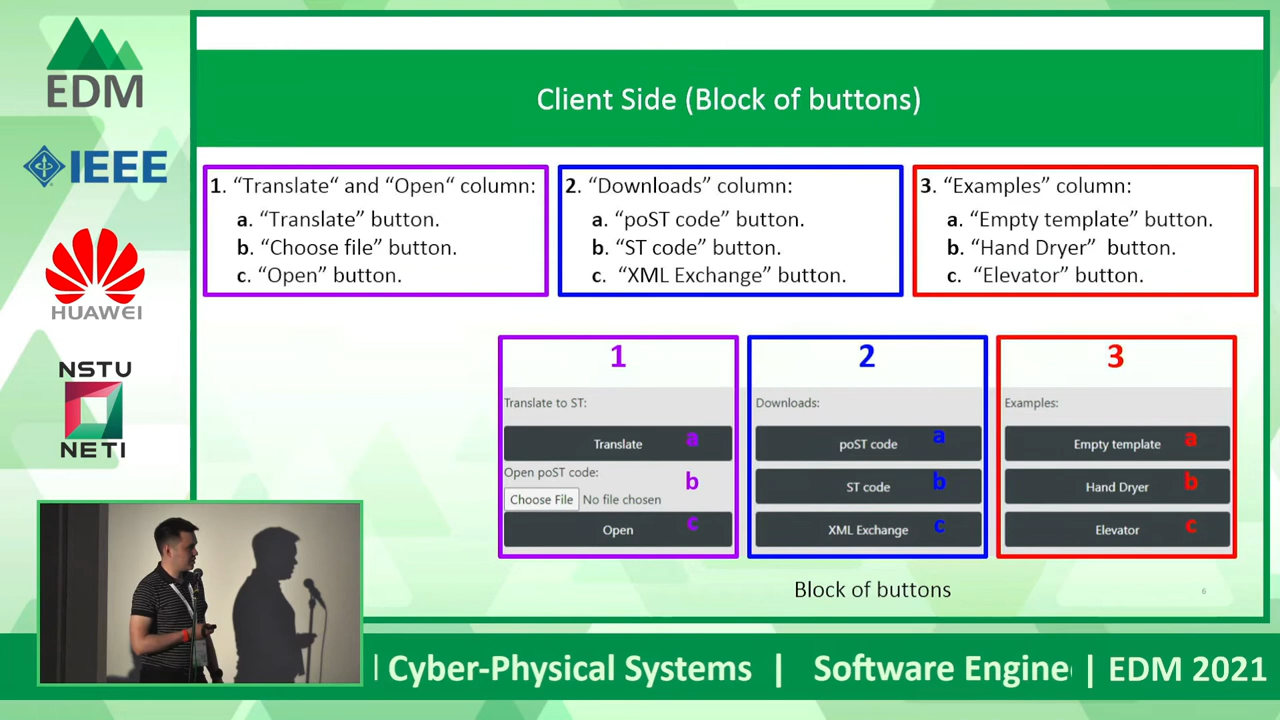 EDM
IEEE
HUAWEI
NSTU
NETI
Client Side (Block of buttons)
1. “Translate“ and “Open“ column:
a. “Translate” button.
b. “Choose file” button.
c. “Open” button.
2. “Downloads” column:
a. “poST code” button.
b. “ST code” button.
c. “XML Exchange” button.
3. “Examples” column:
a. “Empty template” button.
b. “Hand Dryer” button.
c. “Elevator” button.
1
Translate to ST:
Translate a
Open poST code: b
Choose File No file chosen
Open c
2
Downloads:
poST code a
ST code b
XML Exchange c
3
Examples:
Empty template a
Hand Dryer b
Elevator c
Block of buttons
6
Cyber-Physical Systems | Software Engine | EDM 2021